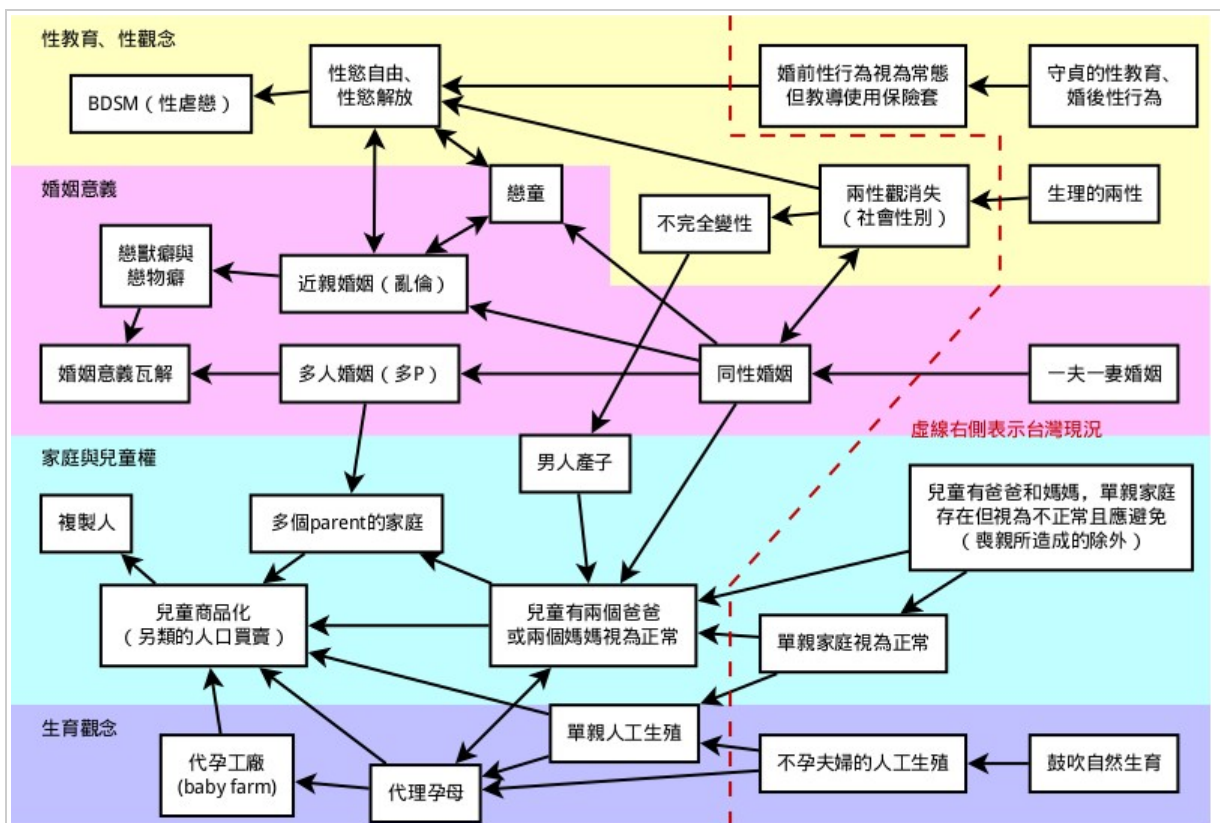 性教育、性觀念
BDSM（性虐戀）
性慾自由、
性慾解放
婚前性行為視為常態
但教導使用保險套
守貞的性教育、
婚後性行為
婚姻意義
戀童
不完全變性
兩性觀消失
（社會性別）
生理的兩性
戀獸癖與
戀物癖
近親婚姻（亂倫）
婚姻意義瓦解
多人婚姻（多P）
同性婚姻
一夫一妻婚姻
虛線右側表示台灣現況
家庭與兒童權
男人產子
複製人
多個parent的家庭
兒童有爸爸和媽媽，單親家庭
存在但視為不正常且應避免
（喪親所造成的除外）
兒童商品化
（另類的人口買賣）
兒童有兩個爸爸
或兩個媽媽視為正常
單親家庭視為正常
生育觀念
代孕工廠
(baby farm)
代理孕母
單親人工生殖
不孕夫婦的人工生殖
鼓吹自然生育